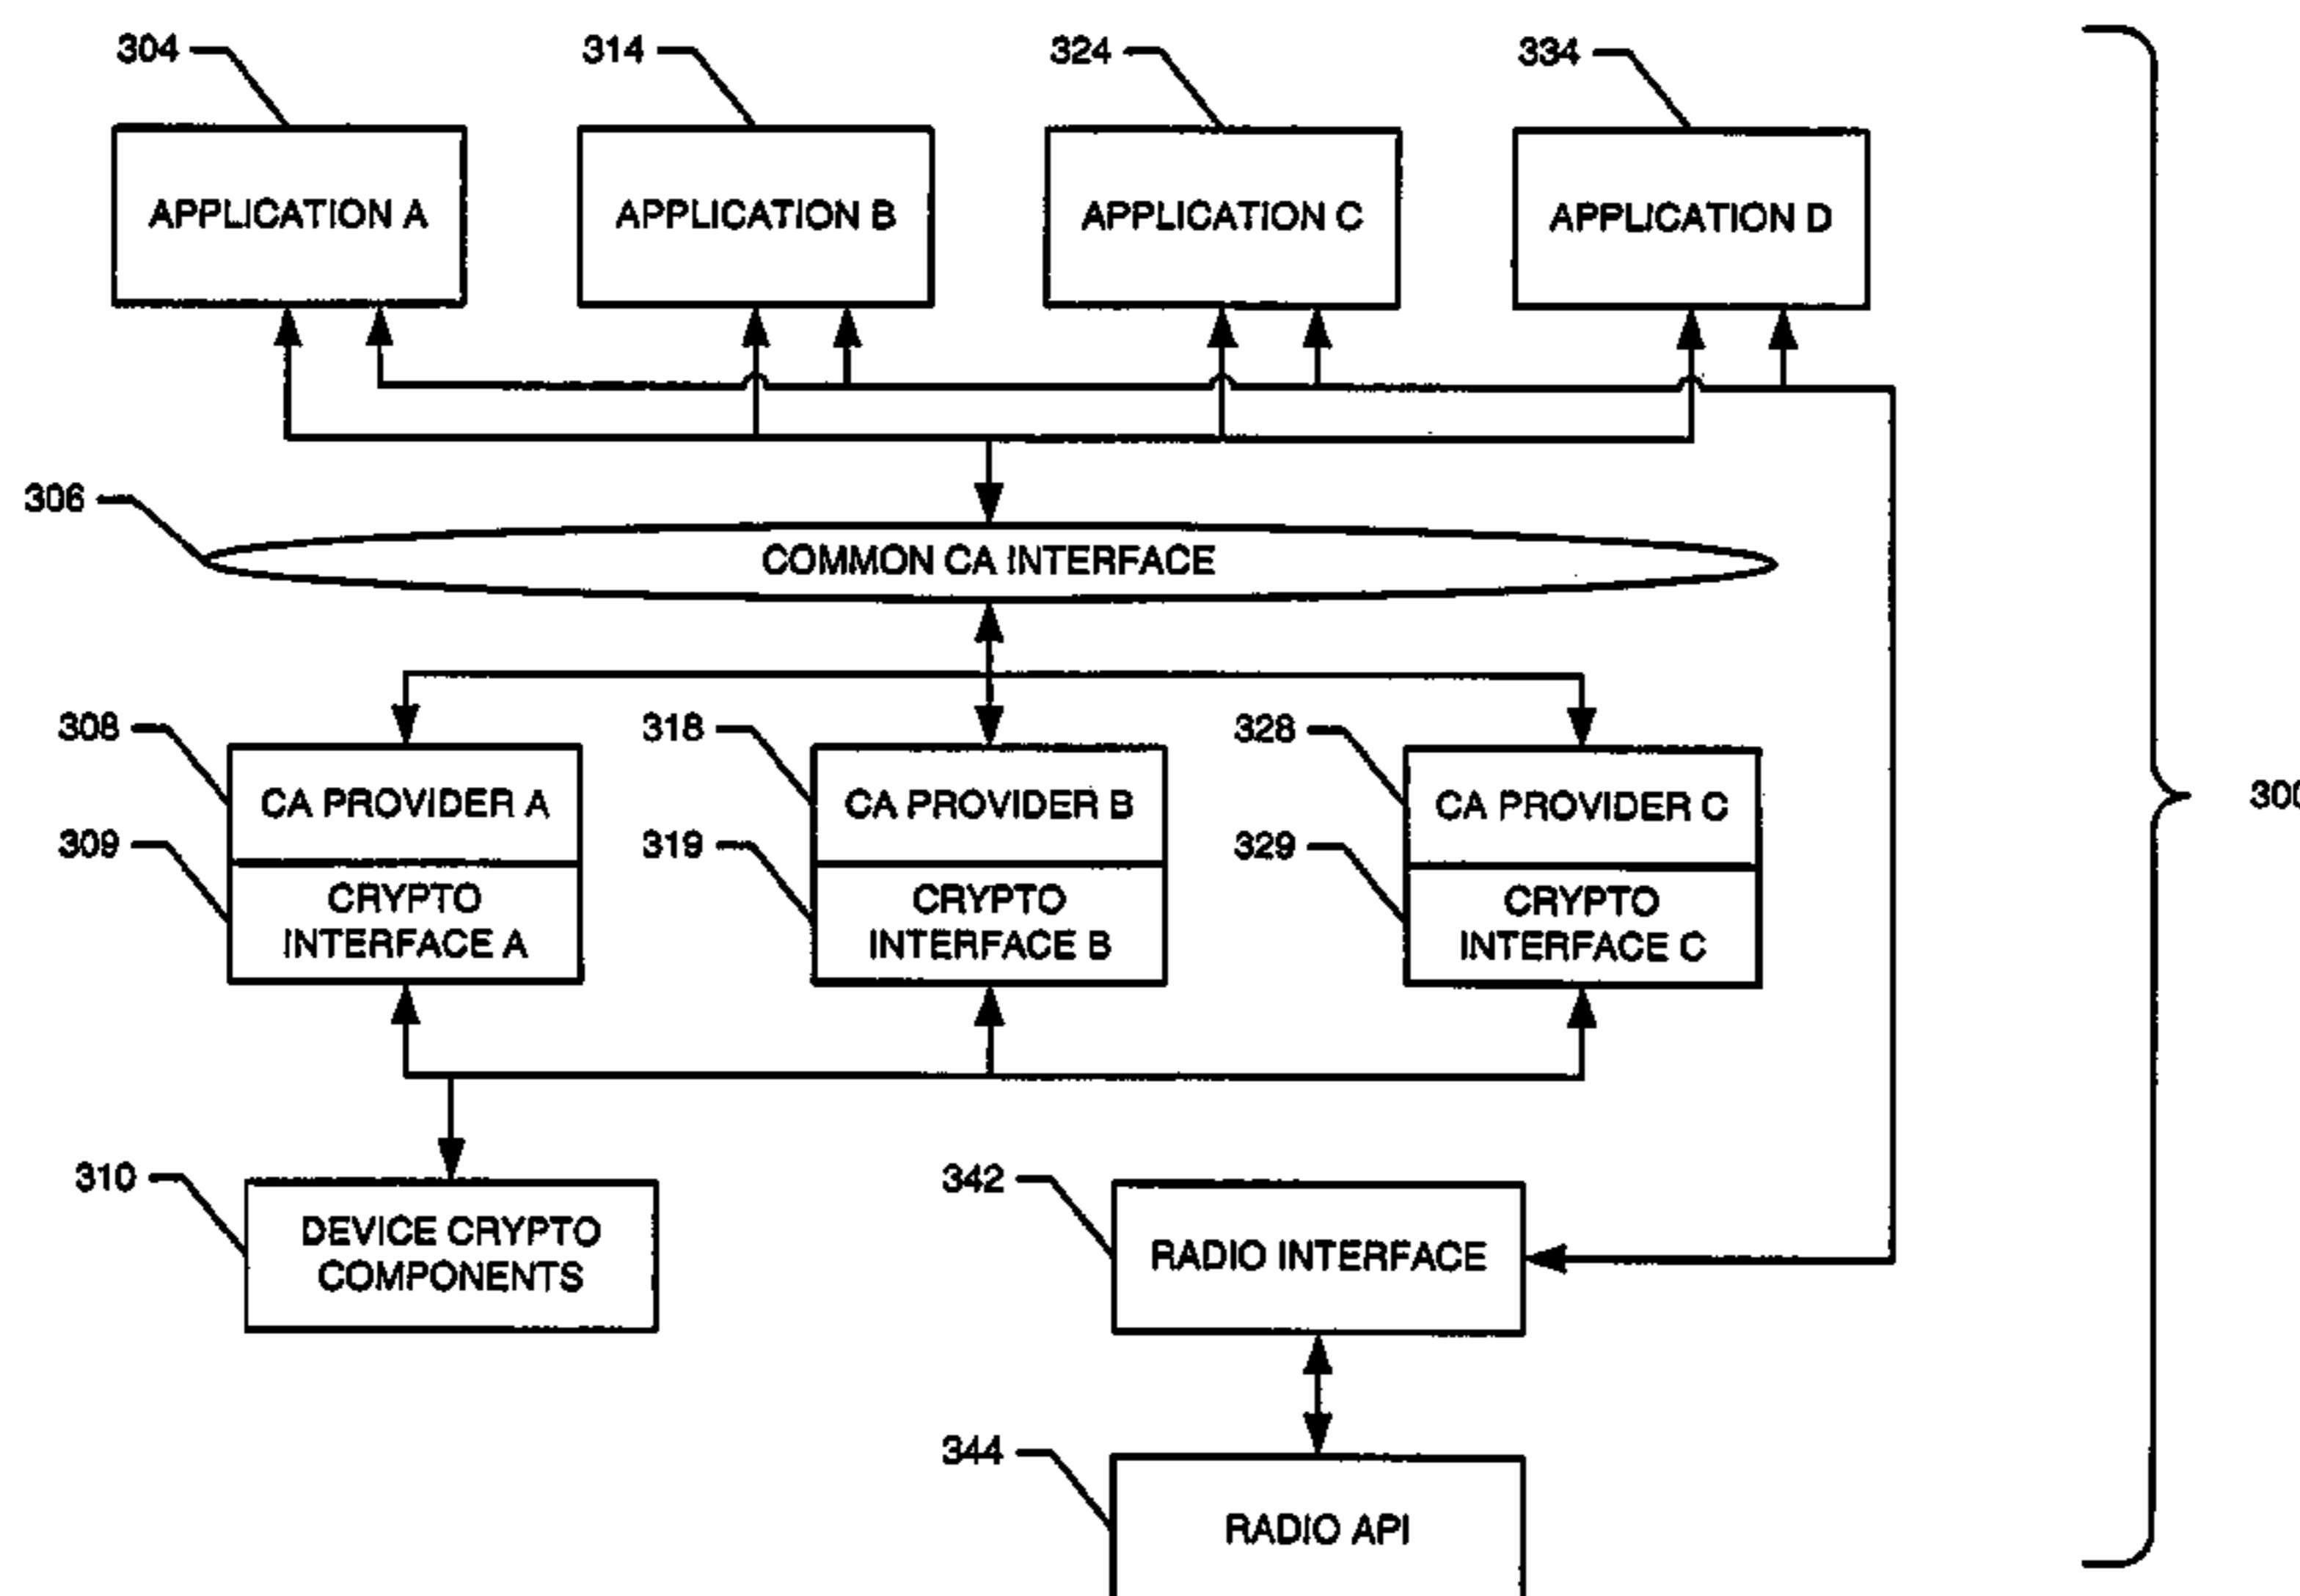 304
314
324
334
APPLICATION A
APPLICATION B
APPLICATION C
APPLICATION D
306
COMMON CA INTERFACE
308
318
328
CA PROVIDER A
CA PROVIDER B
CA PROVIDER C
300
309
319
329
CRYPTO
INTERFACE A
CRYPTO
INTERFACE B
CRYPTO
INTERFACE C
310
342
DEVICE CRYPTO
COMPONENTS
RADIO INTERFACE
344
RADIO API